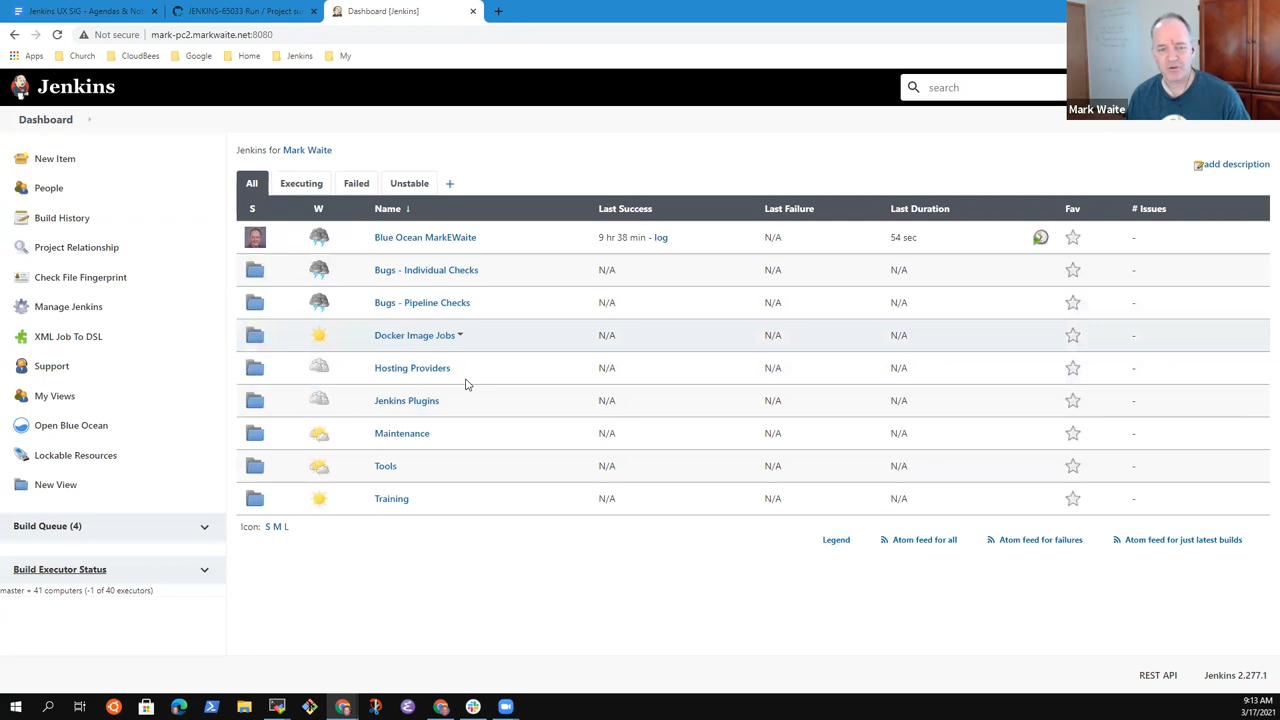 Jenkins UX SIG - Agendas & Not
JENKINS-65033 Run / Project su
Dashboard [Jenkins]
Not secure
mark-pc2.markwaite.net:8080
Apps
Church
CloudBees
Google
Home
Jenkins
My
Jenkins
search
Mark Waite
Dashboard
New Item
People
Build History
Project Relationship
Check File Fingerprint
Manage Jenkins
XML Job To DSL
Support
My Views
Open Blue Ocean
Lockable Resources
New View
Build Queue (4)
Build Executor Status
master + 41 computers (-1 of 40 executors)
Jenkins for Mark Waite
add description
All Executing Failed Unstable +
S W Name ↓ Last Success Last Failure Last Duration Fav # Issues
Blue Ocean MarkEWaite 9 hr 38 min - log N/A 54 sec -
Bugs - Individual Checks N/A N/A N/A -
Bugs - Pipeline Checks N/A N/A N/A -
Docker Image Jobs N/A N/A N/A -
Hosting Providers N/A N/A N/A -
Jenkins Plugins N/A N/A N/A -
Maintenance N/A N/A N/A -
Tools N/A N/A N/A -
Training N/A N/A N/A -
Icon: S M L
Legend Atom feed for all Atom feed for failures Atom feed for just latest builds
REST API Jenkins 2.277.1
9:13 AM
3/17/2021